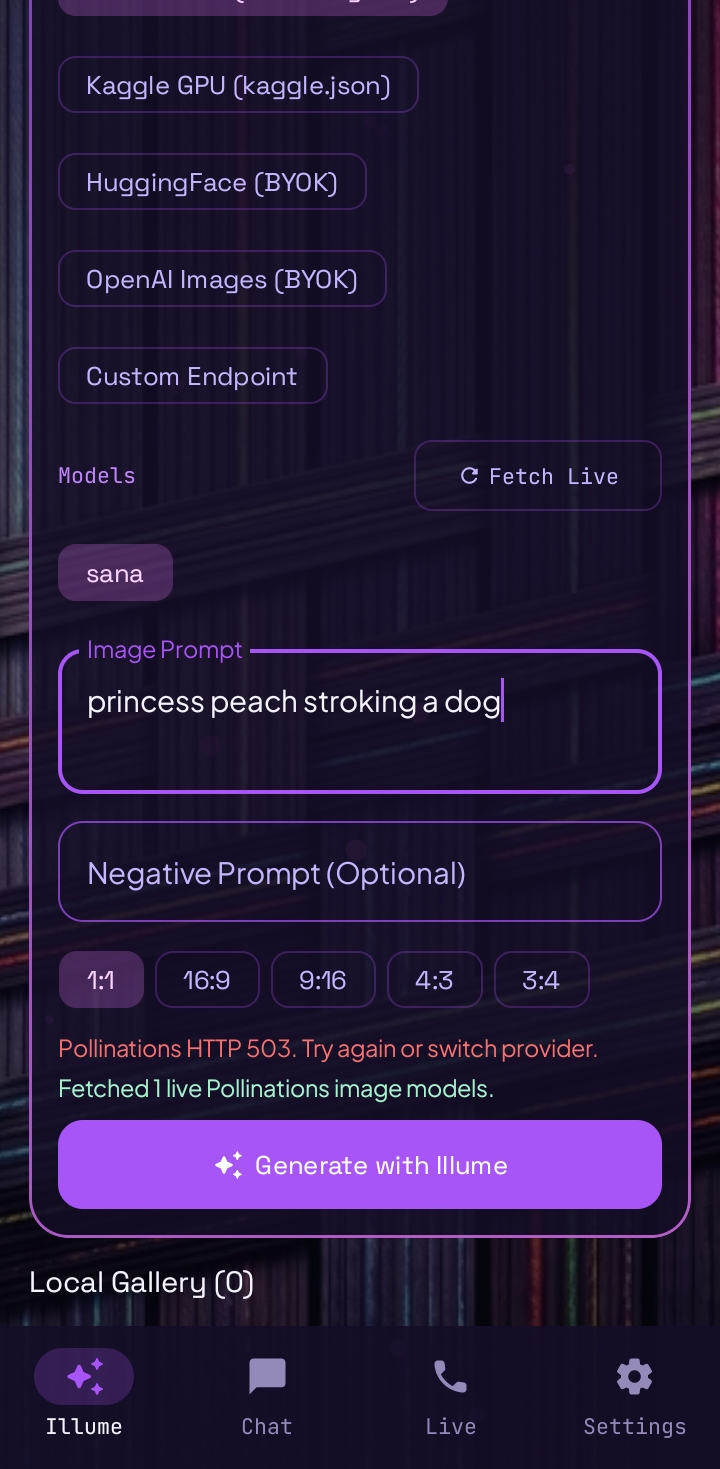 Kaggle GPU (kaggle.json)
HuggingFace (BYOK)
OpenAI Images (BYOK)
Custom Endpoint
Models
Fetch Live
sana
Image Prompt
princess peach stroking a dog
Negative Prompt (Optional)
1:1 16:9 9:16 4:3 3:4
Pollinations HTTP 503. Try again or switch provider.
Fetched 1 live Pollinations image models.
Generate with Illume
Local Gallery (0)
Illume Chat Live Settings